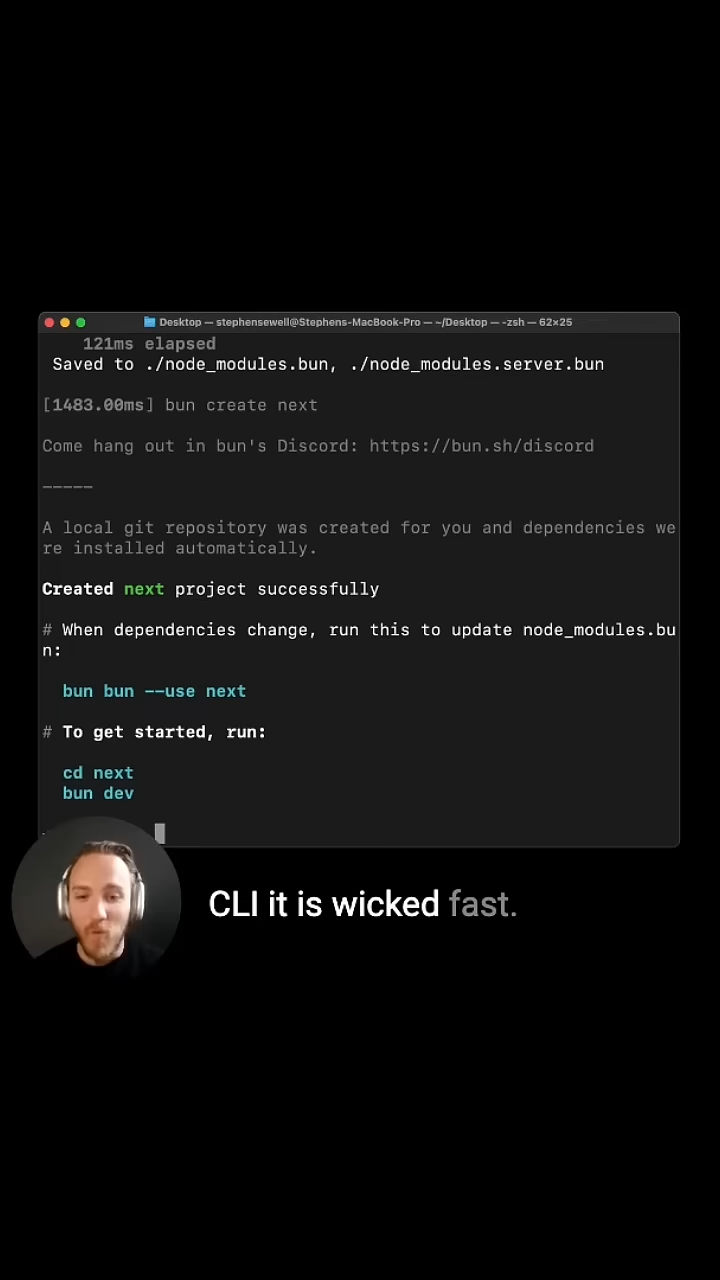 Desktop — stephensewell@Stephens-MacBook-Pro — ~/Desktop — -zsh — 62×25
121ms elapsed
Saved to ./node_modules.bun, ./node_modules.server.bun
[1483.00ms] bun create next
Come hang out in bun's Discord: https://bun.sh/discord
-----
A local git repository was created for you and dependencies we
re installed automatically.
Created next project successfully
# When dependencies change, run this to update node_modules.bu
n:
bun bun --use next
# To get started, run:
cd next
bun dev
CLI it is wicked fast.